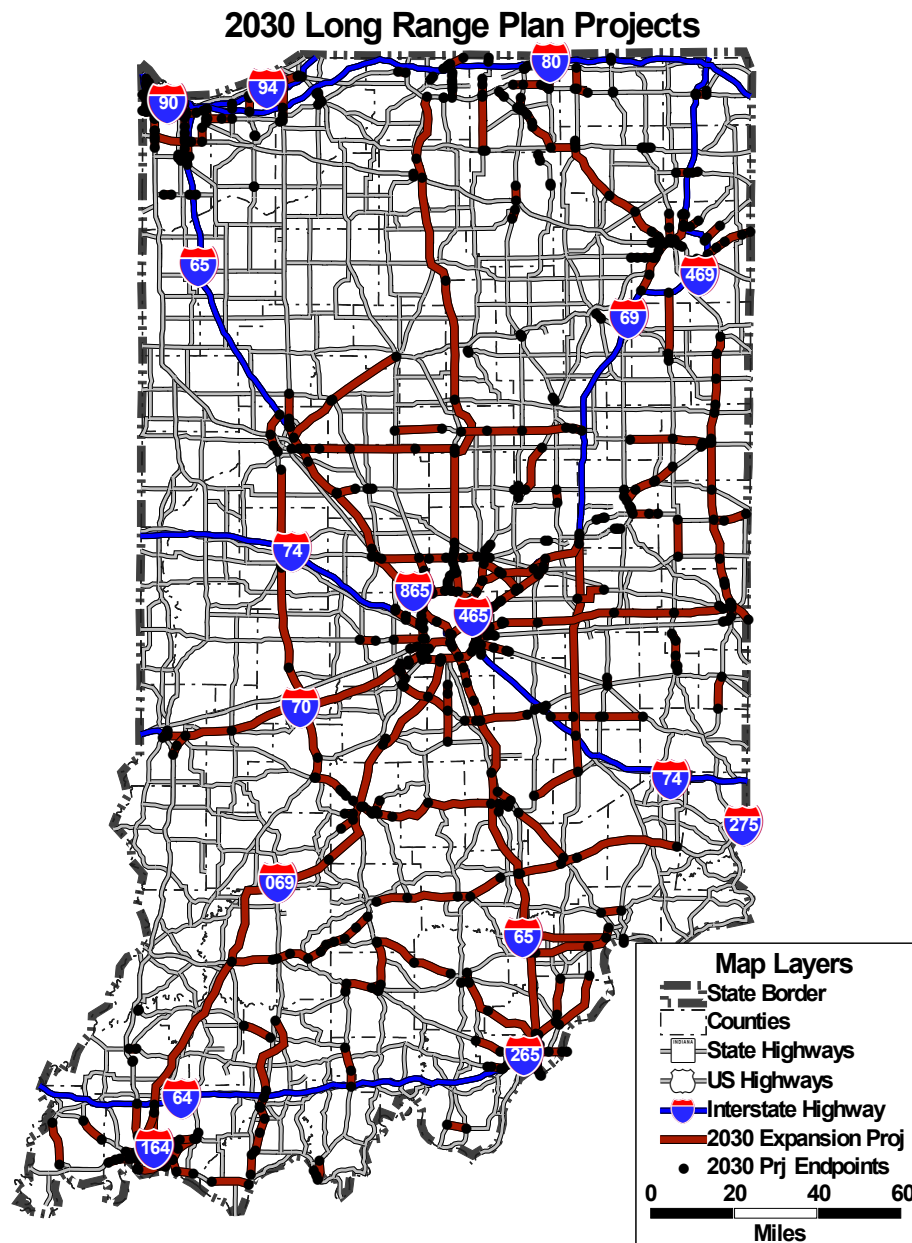 2030 Long Range Plan Projects
80
94
90
65
469
69
74
865
465
70
74
275
069
65
265
64
164
Map Layers
State Border
Counties
INDIANA
State Highways
US Highways
Interstate Highway
2030 Expansion Proj
2030 Prj Endpoints
0 20 40 60
Miles